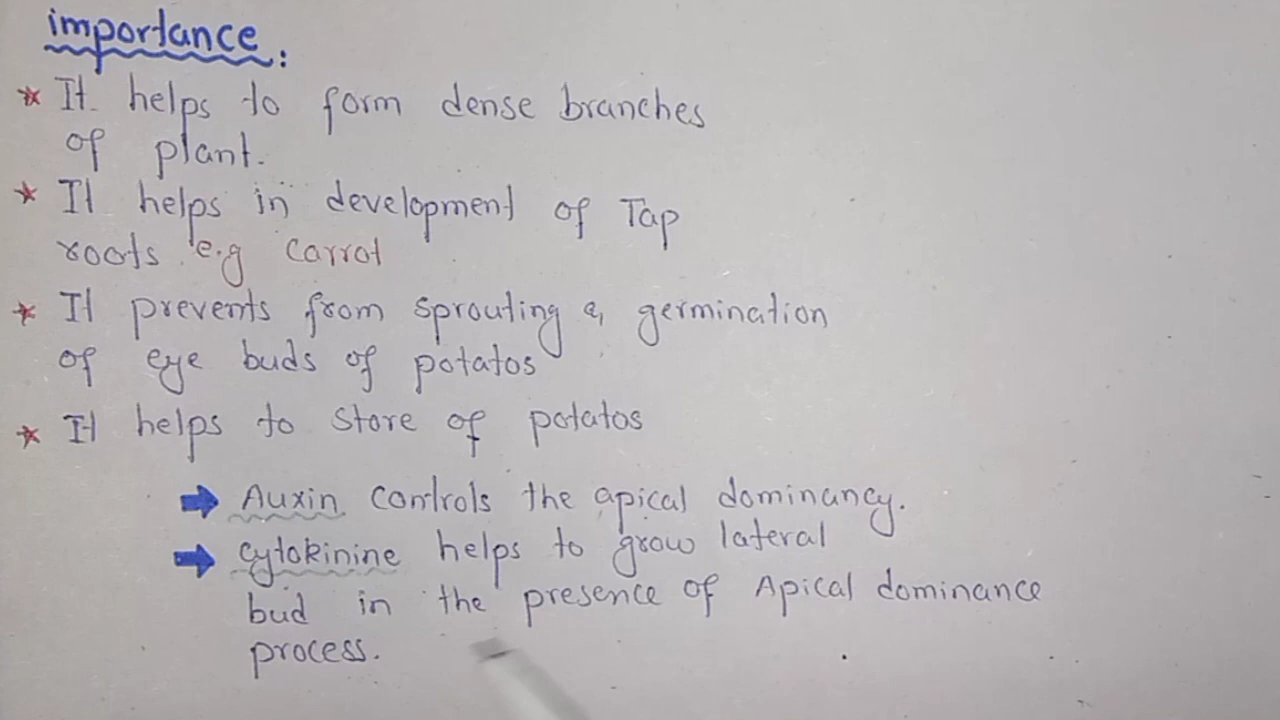 importance:
* It helps to form dense branches
of plant.
* It helps in development of Tap
roots e.g carrot
* It prevents from sprouting & germination
of eye buds of potatos
* It helps to store of potatos
➡ Auxin controls the apical dominancy.
➡ cytokinine helps to grow lateral
bud in the presence of Apical dominance
process.